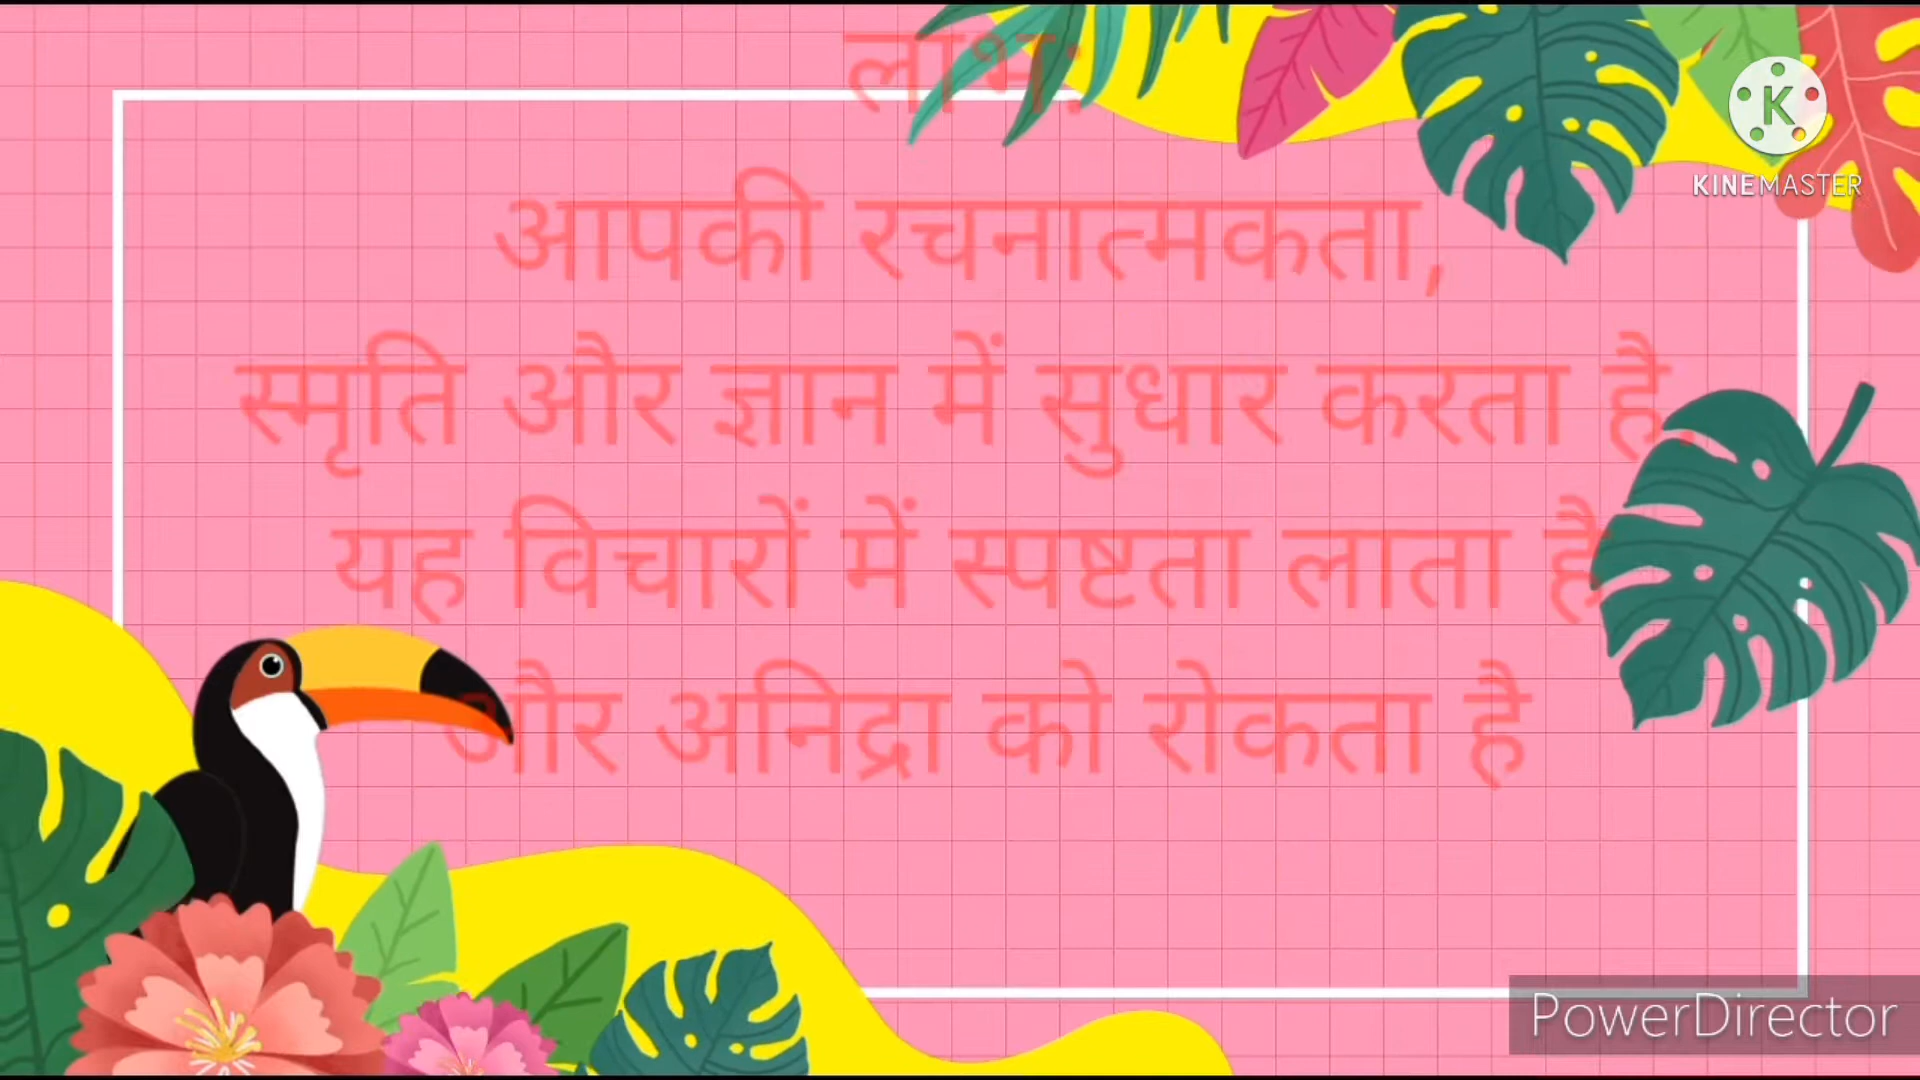 लाभ:
KINEMASTER
आपकी रचनात्मकता,
स्मृति और ज्ञान में सुधार करता है.
यह विचारों में स्पष्टता लाता है
और अनिद्रा को रोकता है
PowerDirector